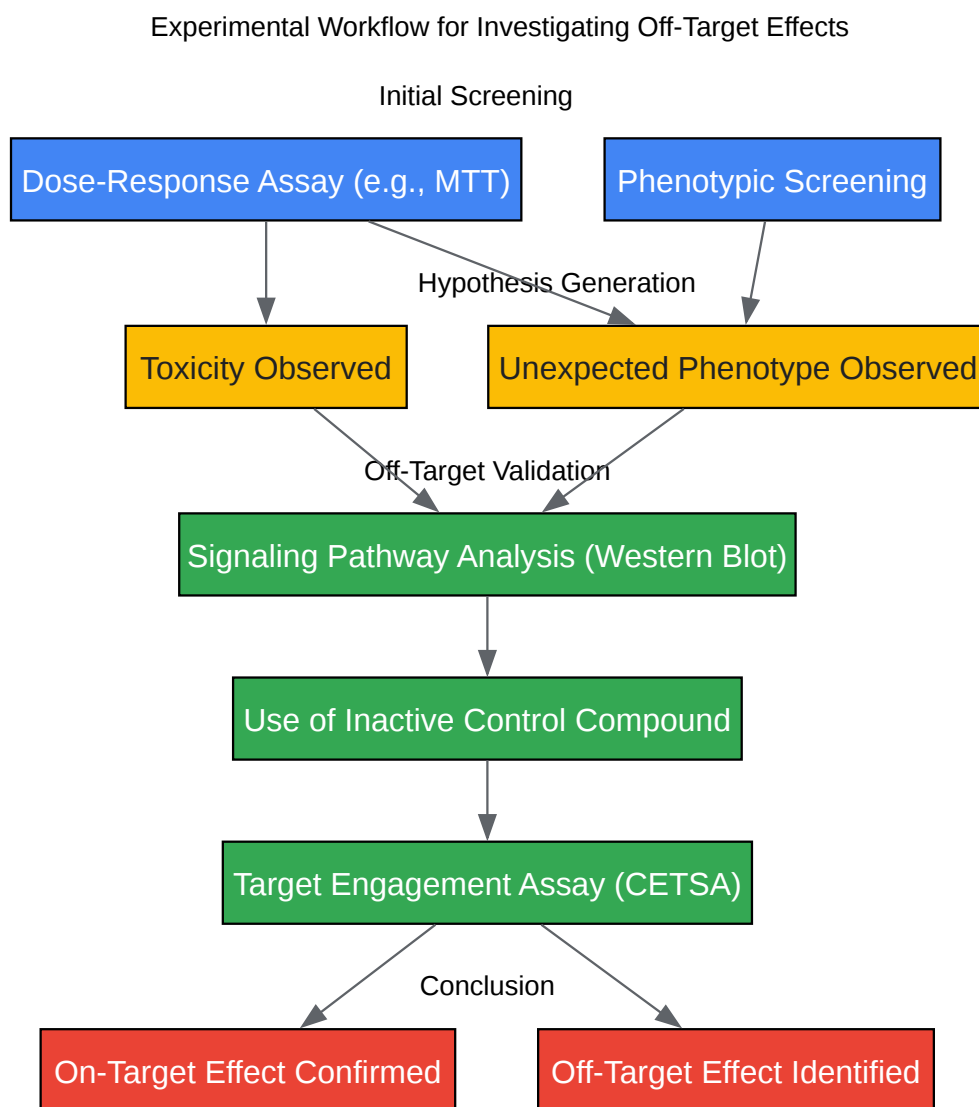 Experimental Workflow for Investigating Off-Target Effects
Initial Screening
Dose-Response Assay (e.g., MTT)
Phenotypic Screening
Hypothesis Generation
Toxicity Observed
Unexpected Phenotype Observed
Off-Target Validation
Signaling Pathway Analysis (Western Blot)
Use of Inactive Control Compound
Target Engagement Assay (CETSA)
Conclusion
On-Target Effect Confirmed
Off-Target Effect Identified